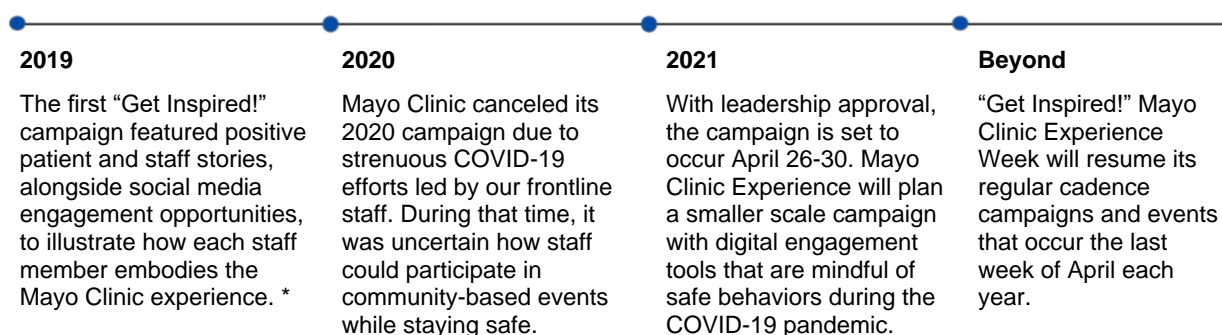 2019
The first “Get Inspired!”
campaign featured positive
patient and staff stories,
alongside social media
engagement opportunities,
to illustrate how each staff
member embodies the
Mayo Clinic experience. *
2020
Mayo Clinic canceled its
2020 campaign due to
strenuous COVID-19
efforts led by our frontline
staff. During that time, it
was uncertain how staff
could participate in
community-based events
while staying safe.
2021
With leadership approval,
the campaign is set to
occur April 26-30. Mayo
Clinic Experience will plan
a smaller scale campaign
with digital engagement
tools that are mindful of
safe behaviors during the
COVID-19 pandemic.
Beyond
“Get Inspired!” Mayo
Clinic Experience
Week will resume its
regular cadence
campaigns and events
that occur the last
week of April each
year.